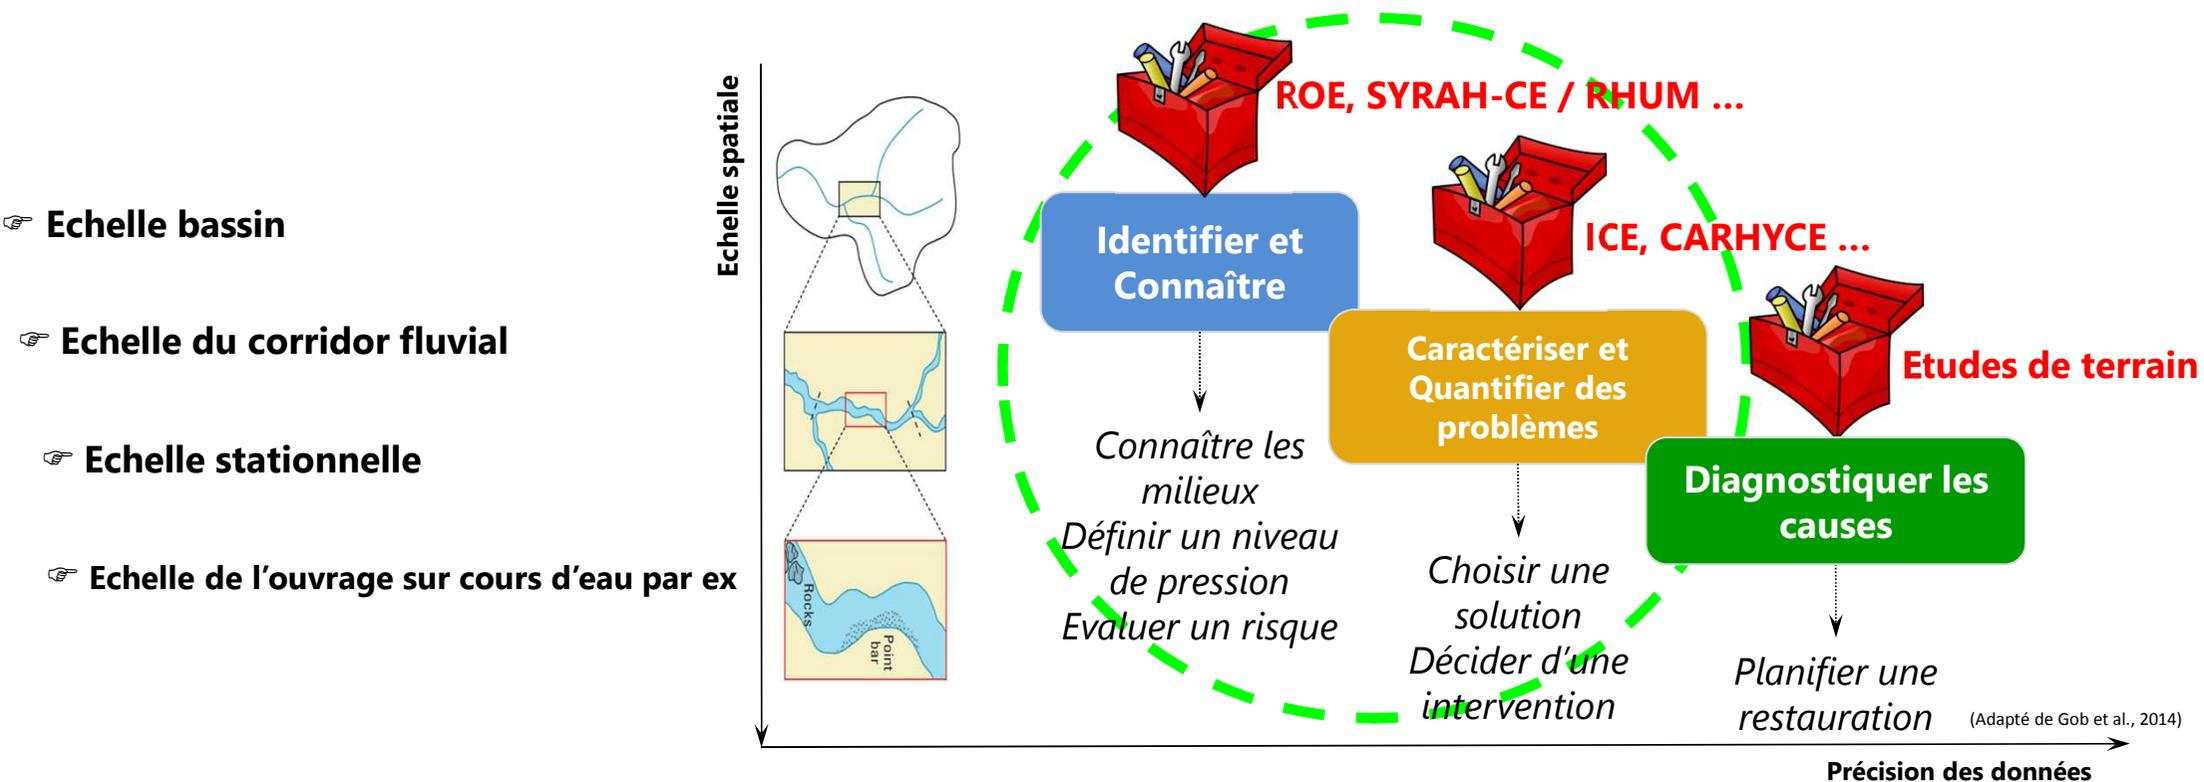 ☞ Echelle bassin
☞ Echelle du corridor fluvial
☞ Echelle stationnelle
☞ Echelle de l’ouvrage sur cours d’eau par ex
Echelle spatiale
Rocks
Point
bar
ROE, SYRAH-CE / RHUM ...
Identifier et
Connaître
Connaître les
milieux
Définir un niveau
de pression
Evaluer un risque
ICE, CARHYCE ...
Caractériser et
Quantifier des
problèmes
Choisir une
solution
Décider d’une
intervention
Etudes de terrain
Diagnostiquer les
causes
Planifier une
restauration
(Adapté de Gob et al., 2014)
Précision des données